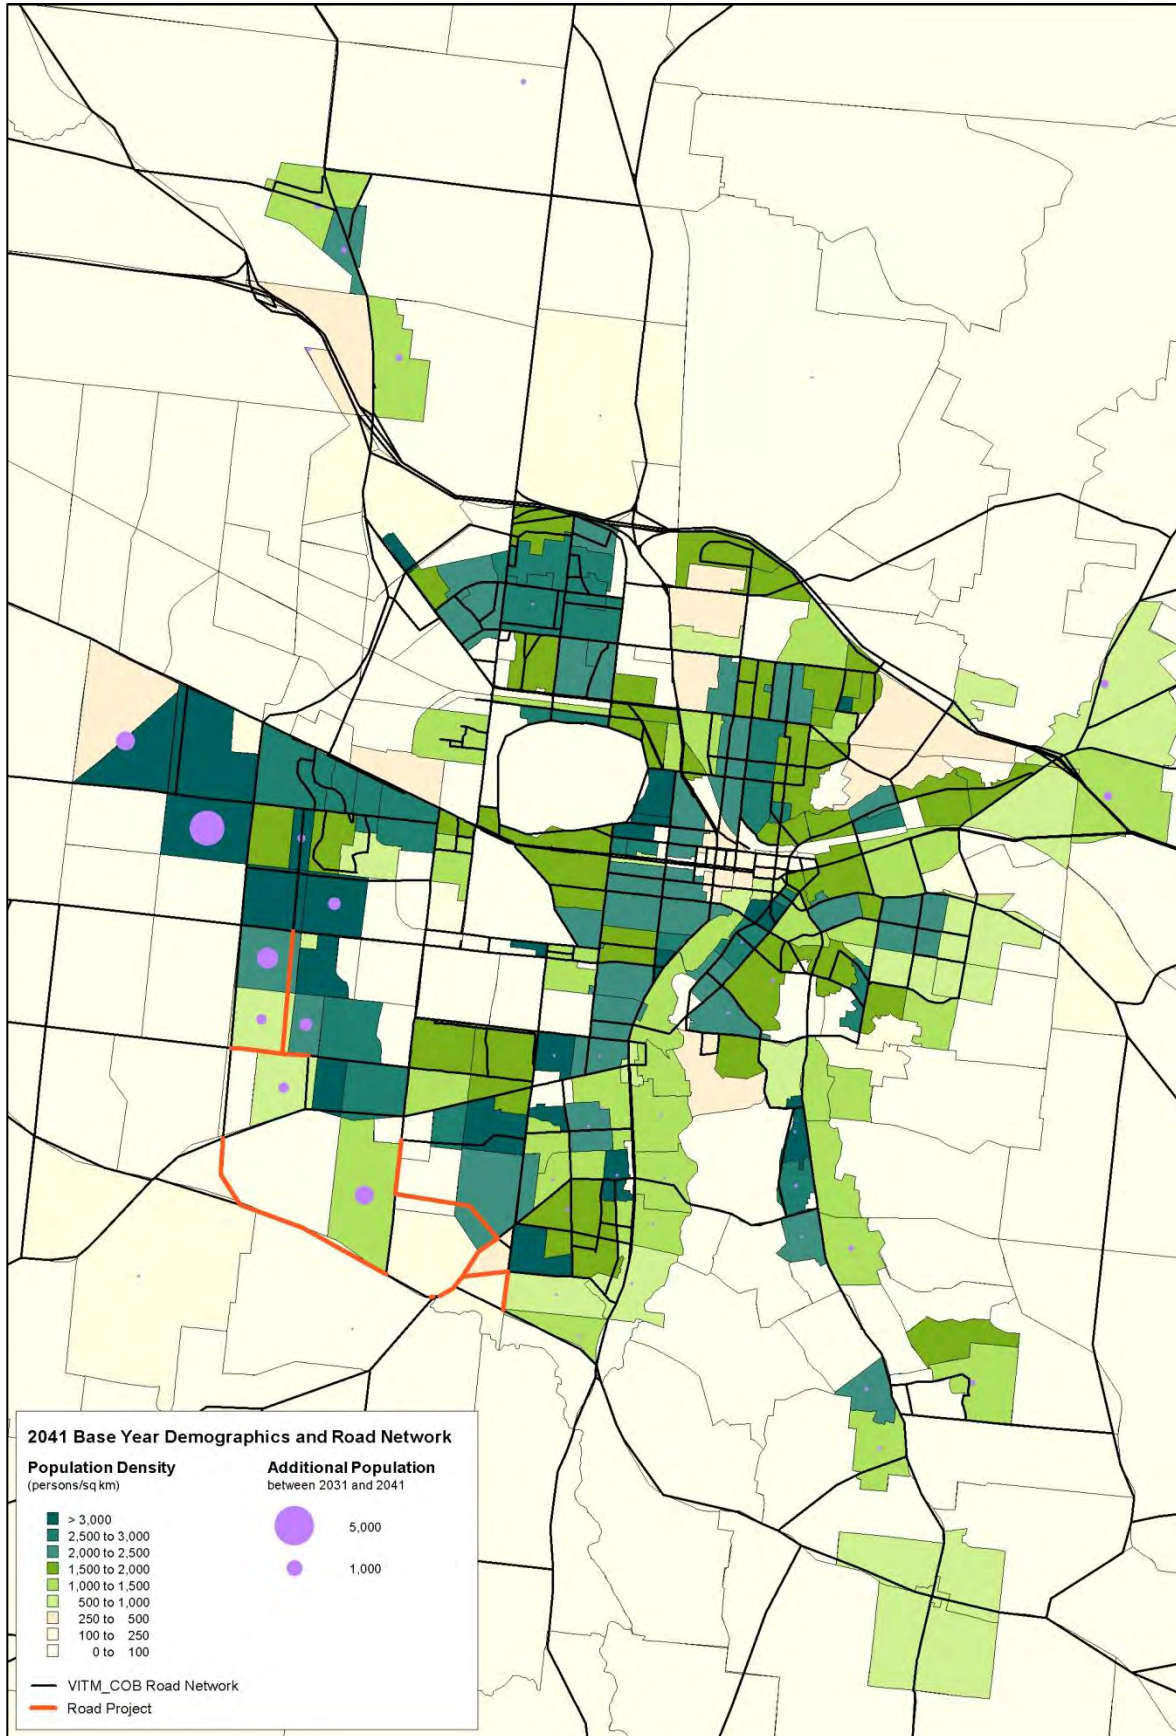 2041 Base Year Demographics and Road Network
Population Density
(persons/sq km)
> 3,000
2,500 to 3,000
2,000 to 2,500
1,500 to 2,000
1,000 to 1,500
500 to 1,000
250 to 500
100 to 250
0 to 100
Additional Population
between 2031 and 2041
5,000
1,000
VITM_COB Road Network
Road Project